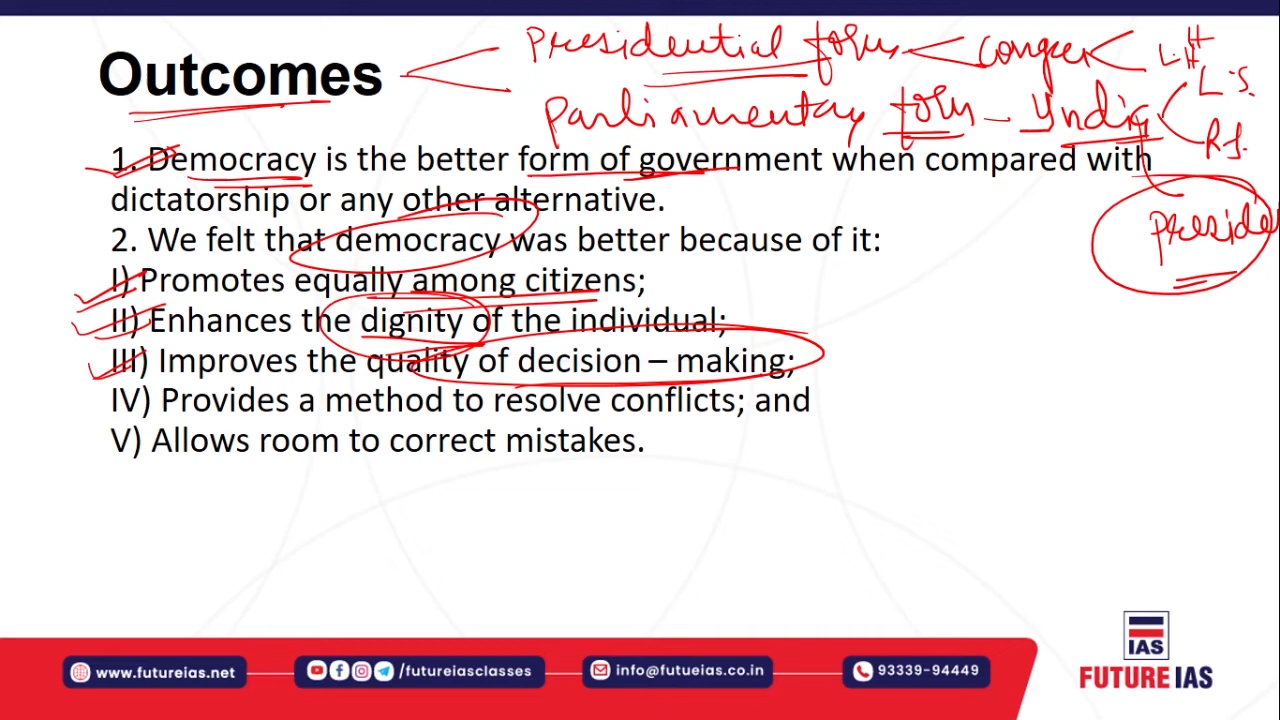 Outcomes
Presidential form
Parliamentary form – India
L.S.
R.S.
1. Democracy is the better form of government when compared with
dictatorship or any other alternative.
2. We felt that democracy was better because of it:
I) Promotes equally among citizens;
II) Enhances the dignity of the individual;
III) Improves the quality of decision – making;
IV) Provides a method to resolve conflicts; and
V) Allows room to correct mistakes.
www.futureias.net
/futureiasclasses
info@futueias.co.in
93339-94449
IAS
FUTURE IAS